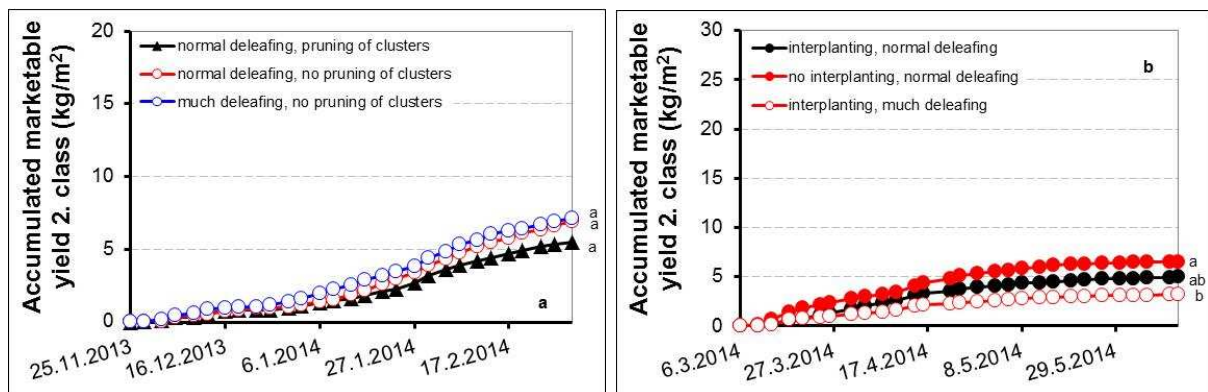 Accumulated marketable
yield 2. class (kg/m²)
20
15
10
5
0
normal deleafing, pruning of clusters
normal deleafing, no pruning of clusters
much deleafing, no pruning of clusters
a
a
a
a
25.11.2013
16.12.2013
6.1.2014
27.1.2014
17.2.2014
Accumulated marketable
yield 2. class (kg/m²)
30
25
20
15
10
5
0
interplanting, normal deleafing
no interplanting, normal deleafing
interplanting, much deleafing
b
a
ab
b
6.3.2014
27.3.2014
17.4.2014
8.5.2014
29.5.2014